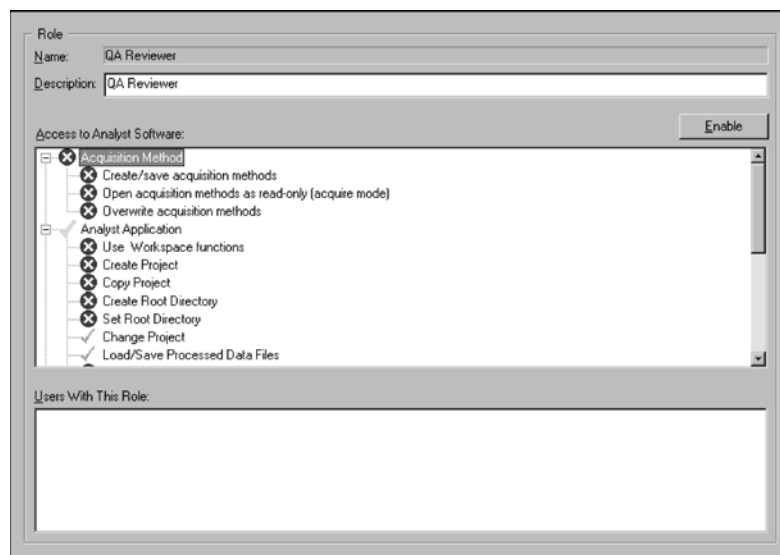 Role
Name: QA Reviewer
Description: QA Reviewer
Enable
Access to Analyst Software:
Acquisition Method
Create/save acquisition methods
Open acquisition methods as read-only (acquire mode)
Overwrite acquisition methods
Analyst Application
Use Workspace functions
Create Project
Copy Project
Create Root Directory
Set Root Directory
Change Project
Load/Save Processed Data Files
Users With This Role: